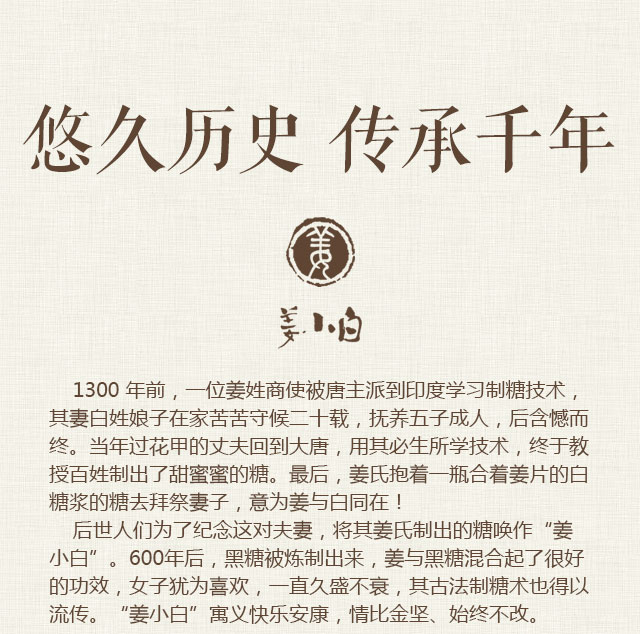 悠久历史 传承千年
姜
姜小白
1300 年前，一位姜姓商使被唐主派到印度学习制糖技术，
其妻白姓娘子在家苦苦守候二十载，抚养五子成人，后含憾而
终。当年过花甲的丈夫回到大唐，用其必生所学技术，终于教
授百姓制出了甜蜜蜜的糖。最后，姜氏抱着一瓶合着姜片的白
糖浆的糖去拜祭妻子，意为姜与白同在！
后世人们为了纪念这对夫妻，将其姜氏制出的糖唤作“姜
小白”。600年后，黑糖被炼制出来，姜与黑糖混合起了很好
的功效，女子犹为喜欢，一直久盛不衰，其古法制糖术也得以
流传。“姜小白”寓义快乐安康，情比金坚、始终不改。